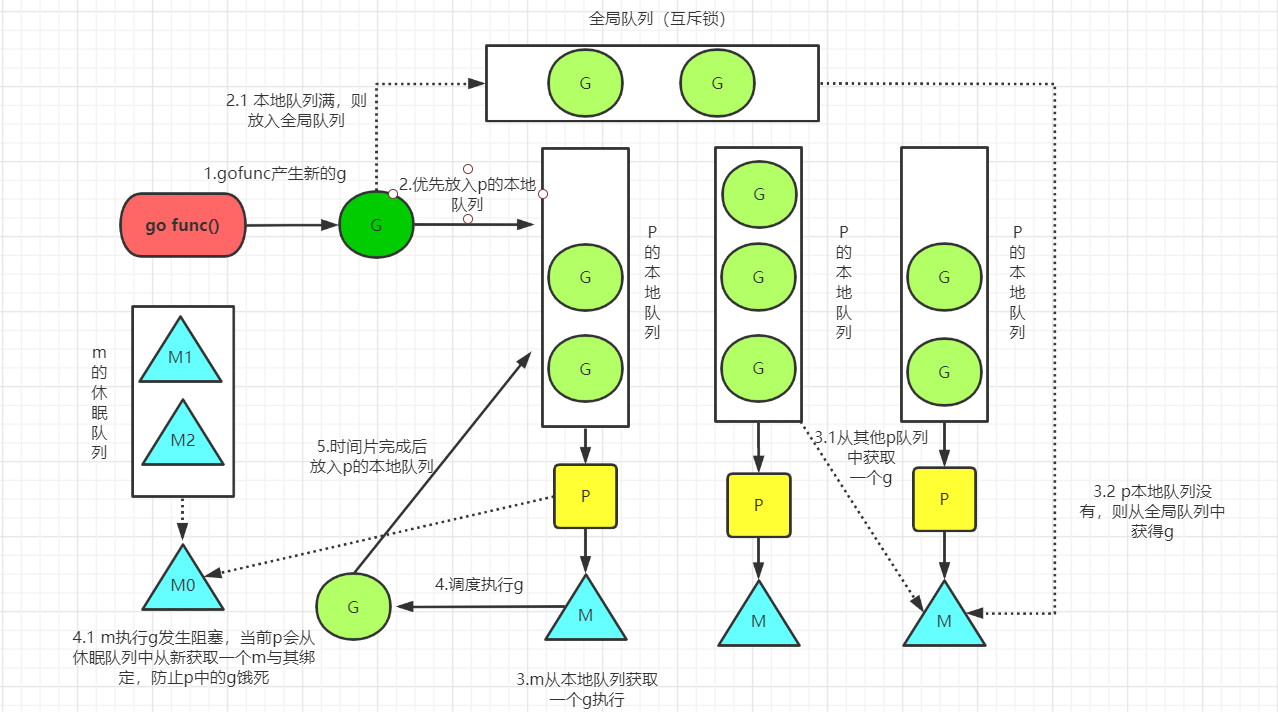 全局队列（互斥锁）
G
G
2.1 本地队列满，则
放入全局队列
1.gofunc产生新的g
go func()
G
2.优先放入p的本地
队列
G
G
P的本地队列
G
G
G
P的本地队列
G
G
P的本地队列
m的休眠队列
M1
M2
M0
5.时间片完成后
放入p的本地队列
P
P
P
3.1从其他p队列
中获取
一个g
3.2 p本地队列没
有，则从全局队列中
获得g
G
4.调度执行g
M
M
M
4.1 m执行g发生阻塞，当前p会从
休眠队列中从新获取一个m与其绑
定，防止p中的g饿死
3.m从本地队列获取
一个g执行